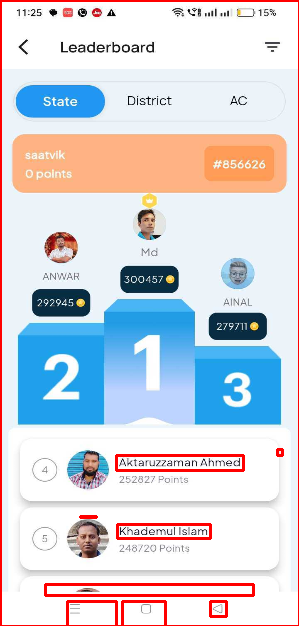 11:25
15%
Leaderboard
State District AC
saatvik
0 points
#856626
Md
300457
ANWAR
292945
AINAL
279711
1
2
3
4
Aktaruzzaman Ahmed
252827 Points
5
Khademul Islam
248720 Points